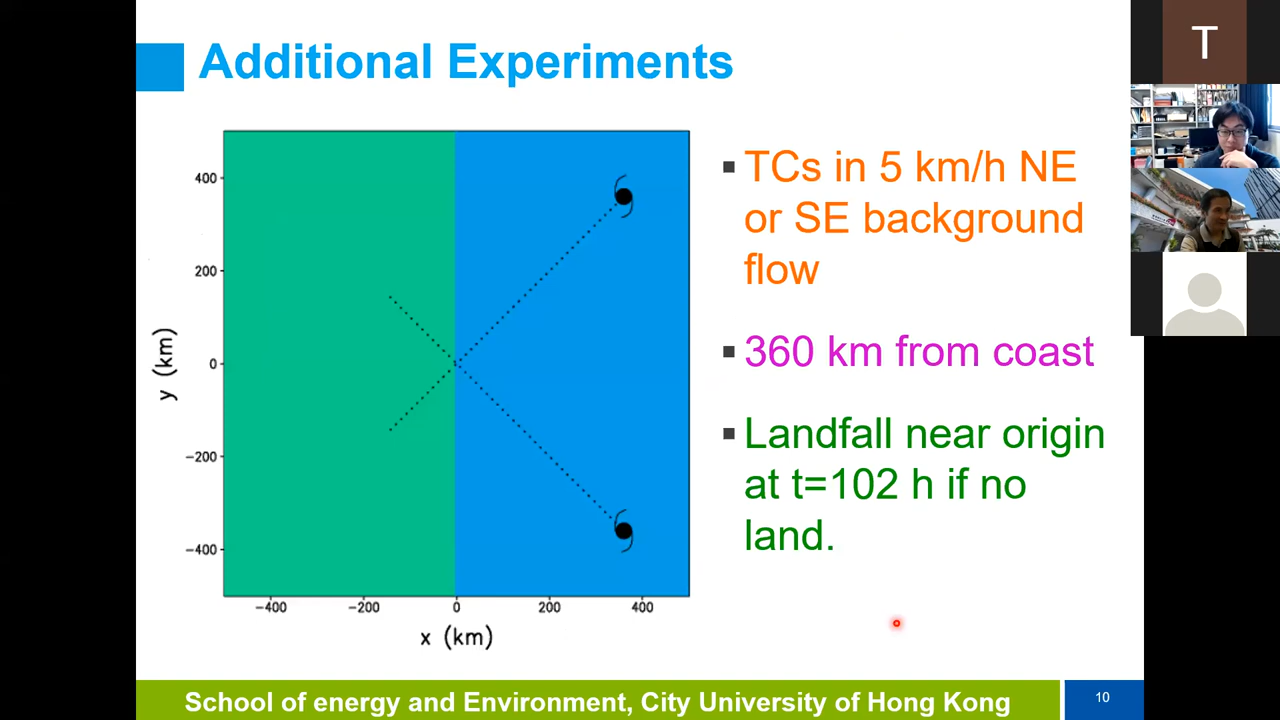 Additional Experiments
T
400
200
0
−200
−400
y (km)
−400
−200
0
200
400
x (km)
TCs in 5 km/h NE
or SE background
flow
360 km from coast
Landfall near origin
at t=102 h if no
land.
School of energy and Environment, City University of Hong Kong
10